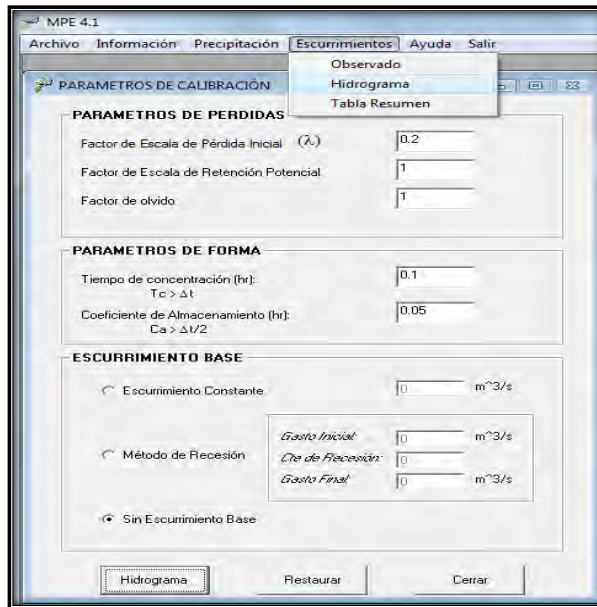 MPE 4.1
Archivo Información Precipitación Escurrimientos Ayuda Salir
Observado
Hidrograma
Tabla Resumen
PARAMETROS DE CALIBRACIÓN
PARAMETROS DE PERDIDAS
Factor de Escala de Pérdida Inicial (λ) 0.2
Factor de Escala de Retención Potencial 1
Factor de olvido 1
PARAMETROS DE FORMA
Tiempo de concentración (hr): 0.1
Tc > Δt
Coeficiente de Almacenamiento (hr): 0.05
Ca > Δt/2
ESCURRIMIENTO BASE
Escurrimiento Constante 0 m^3/s
Gasto Inicial: 0 m^3/s
Método de Recesión Cte de Recesión: 0
Gasto Final: 0 m^3/s
Sin Escurrimiento Base
Hidrograma Restaurar Cerrar